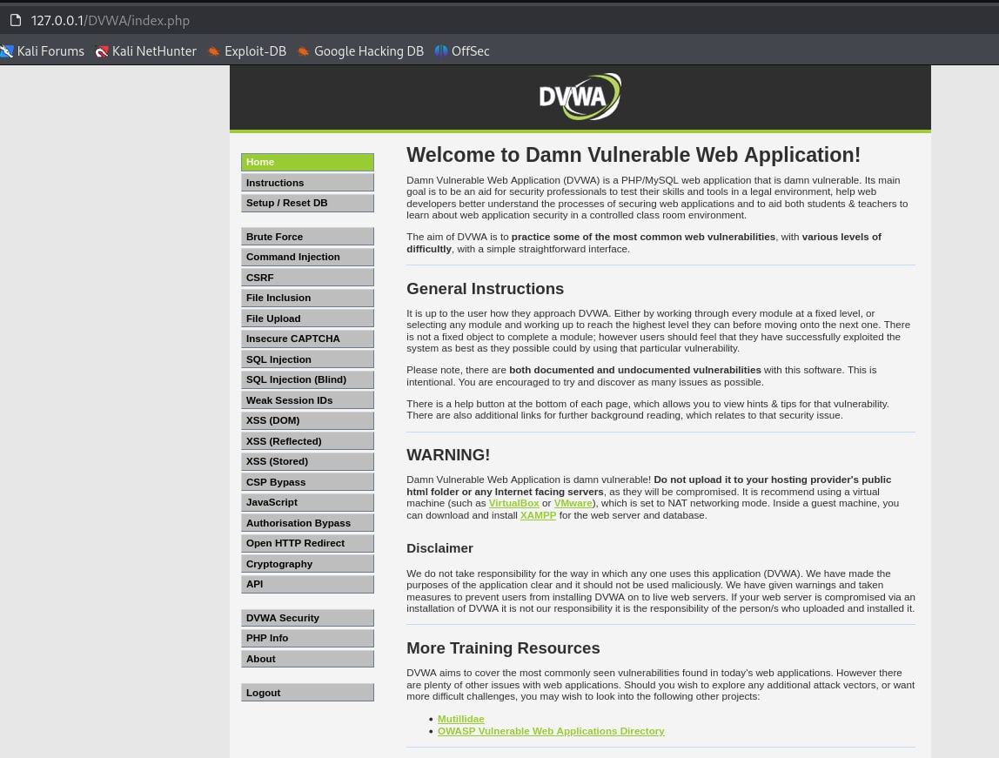 127.0.0.1/DVWA/index.php
Kali Forums Kali NetHunter Exploit-DB Google Hacking DB OffSec
DVWA
Home
Instructions
Setup / Reset DB
Brute Force
Command Injection
CSRF
File Inclusion
File Upload
Insecure CAPTCHA
SQL Injection
SQL Injection (Blind)
Weak Session IDs
XSS (DOM)
XSS (Reflected)
XSS (Stored)
CSP Bypass
JavaScript
Authorisation Bypass
Open HTTP Redirect
Cryptography
API
DVWA Security
PHP Info
About
Logout
Welcome to Damn Vulnerable Web Application!
Damn Vulnerable Web Application (DVWA) is a PHP/MySQL web application that is damn vulnerable. Its main
goal is to be an aid for security professionals to test their skills and tools in a legal environment, help web
developers better understand the processes of securing web applications and to aid both students & teachers to
learn about web application security in a controlled class room environment.
The aim of DVWA is to practice some of the most common web vulnerabilities, with various levels of
difficultly, with a simple straightforward interface.
General Instructions
It is up to the user how they approach DVWA. Either by working through every module at a fixed level, or
selecting any module and working up to reach the highest level they can before moving onto the next one. There
is not a fixed object to complete a module; however users should feel that they have successfully exploited the
system as best as they possible could by using that particular vulnerability.
Please note, there are both documented and undocumented vulnerabilities with this software. This is
intentional. You are encouraged to try and discover as many issues as possible.
There is a help button at the bottom of each page, which allows you to view hints & tips for that vulnerability.
There are also additional links for further background reading, which relates to that security issue.
WARNING!
Damn Vulnerable Web Application is damn vulnerable! Do not upload it to your hosting provider's public
html folder or any Internet facing servers, as they will be compromised. It is recommend using a virtual
machine (such as VirtualBox or VMware), which is set to NAT networking mode. Inside a guest machine, you
can download and install XAMPP for the web server and database.
Disclaimer
We do not take responsibility for the way in which any one uses this application (DVWA). We have made the
purposes of the application clear and it should not be used maliciously. We have given warnings and taken
measures to prevent users from installing DVWA on to live web servers. If your web server is compromised via an
installation of DVWA it is not our responsibility it is the responsibility of the person/s who uploaded and installed it.
More Training Resources
DVWA aims to cover the most commonly seen vulnerabilities found in today's web applications. However there
are plenty of other issues with web applications. Should you wish to explore any additional attack vectors, or want
more difficult challenges, you may wish to look into the following other projects:
• Mutillidae
• OWASP Vulnerable Web Applications Directory